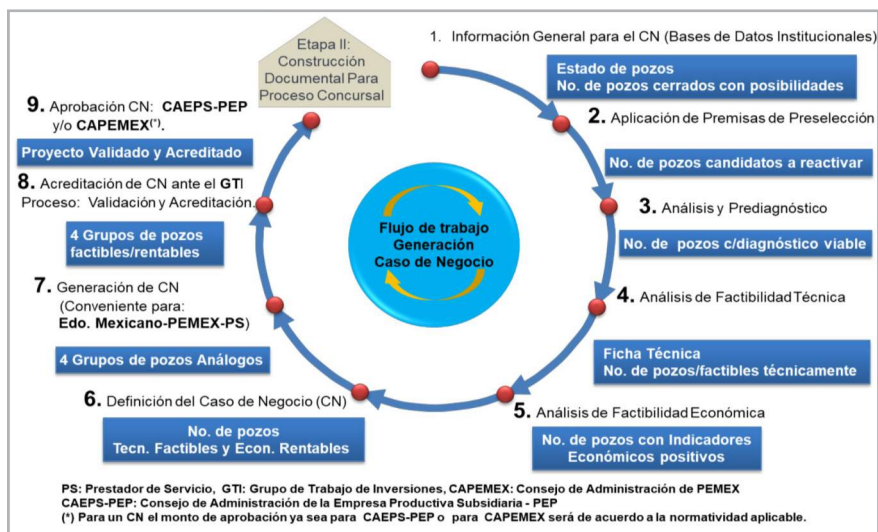 Etapa II:
Construcción
Documental Para
Proceso Concursal
1. Información General para el CN (Bases de Datos Institucionales)
Estado de pozos
No. de pozos cerrados con posibilidades
2. Aplicación de Premisas de Preselección
No. de pozos candidatos a reactivar
3. Análisis y Prediagnóstico
No. de pozos c/diagnóstico viable
4. Análisis de Factibilidad Técnica
Ficha Técnica
No. de pozos/factibles técnicamente
5. Análisis de Factibilidad Económica
No. de pozos con Indicadores
Económicos positivos
6. Definición del Caso de Negocio (CN)
No. de pozos
Tecn. Factibles y Econ. Rentables
7. Generación de CN
(Conveniente para:
Edo. Mexicano-PEMEX-PS)
4 Grupos de pozos Análogos
8. Acreditación de CN ante el GTI
Proceso: Validación y Acreditación.
4 Grupos de pozos
factibles/rentables
9. Aprobación CN: CAEPS-PEP
y/o CAPEMEX(*).
Proyecto Validado y Acreditado
Flujo de trabajo
Generación
Caso de Negocio
PS: Prestador de Servicio, GTI: Grupo de Trabajo de Inversiones, CAPEMEX: Consejo de Administración de PEMEX
CAEPS-PEP: Consejo de Administración de la Empresa Productiva Subsidiaria - PEP
(*) Para un CN el monto de aprobación ya sea para CAEPS-PEP o para CAPEMEX será de acuerdo a la normatividad aplicable.